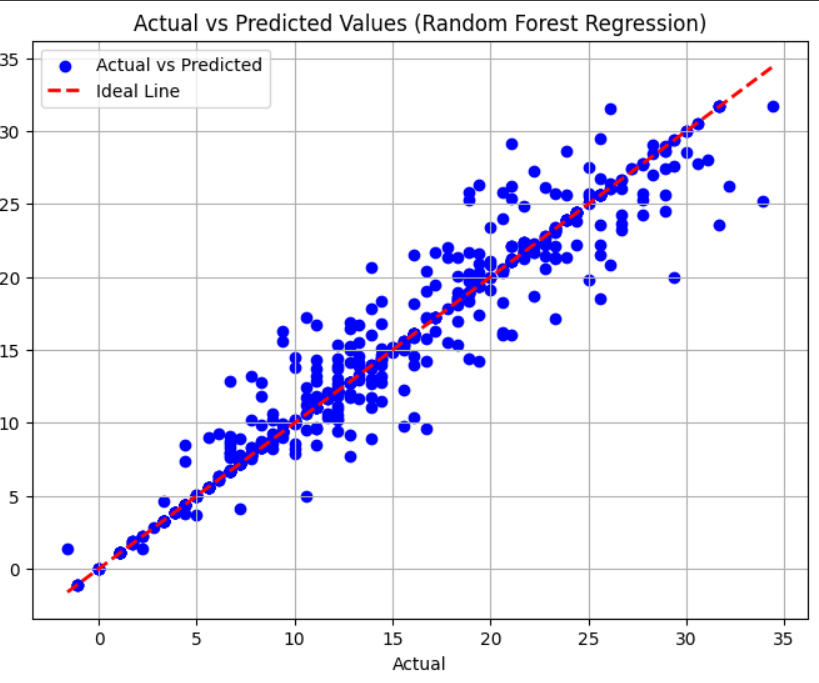 Actual vs Predicted Values (Random Forest Regression)
Actual vs Predicted
Ideal Line
35
30
25
20
15
10
5
0
0 5 10 15 20 25 30 35
Actual